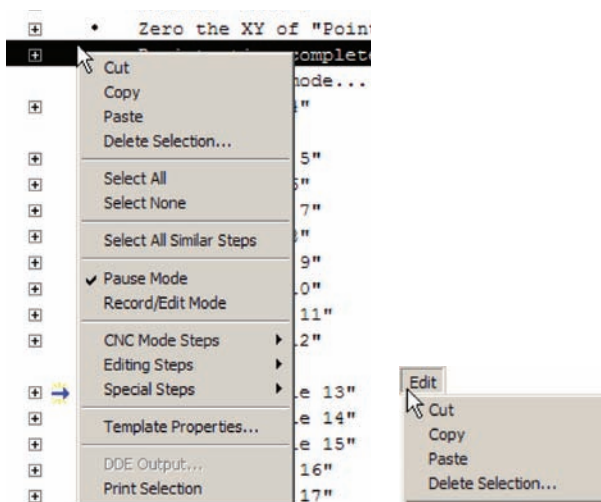 Zero the XY of "Poin
complete
Cut
Copy
Paste
Delete Selection...
Select All
Select None
Select All Similar Steps
Pause Mode
Record/Edit Mode
CNC Mode Steps
Editing Steps
Special Steps
Template Properties...
DDE Output...
Print Selection
ode...
"
5"
"
7"
"
9"
.0"
11"
.2"
.e 13"
.e 14"
.e 15"
16"
17"
Edit
Cut
Copy
Paste
Delete Selection...